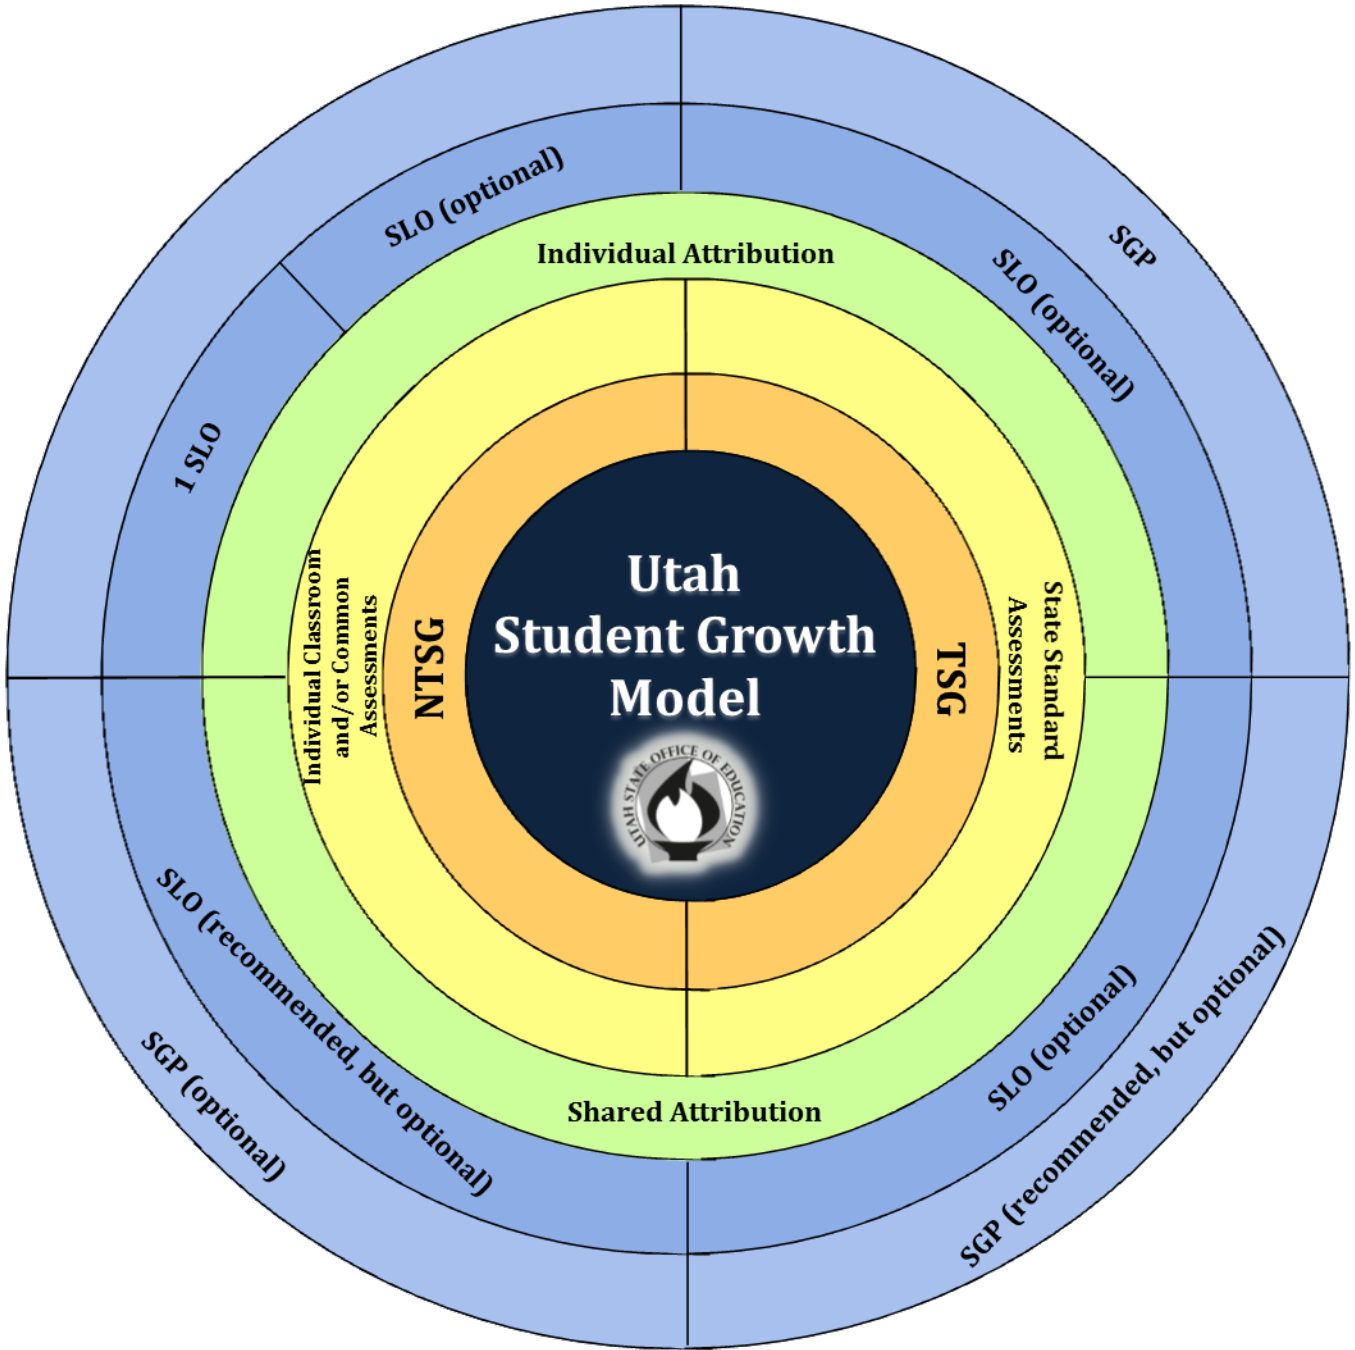 SLO (optional)
SGP
SLO (optional)
Individual Attribution
1 SLO
Individual Classroom
and/or Common
Assessments
NTSG
Utah
Student Growth
Model
TSG
State Standard
Assessments
UTAH STATE OFFICE OF EDUCATION
SLO (recommended, but optional)
SGP (optional)
Shared Attribution
SLO (optional)
SGP (recommended, but optional)